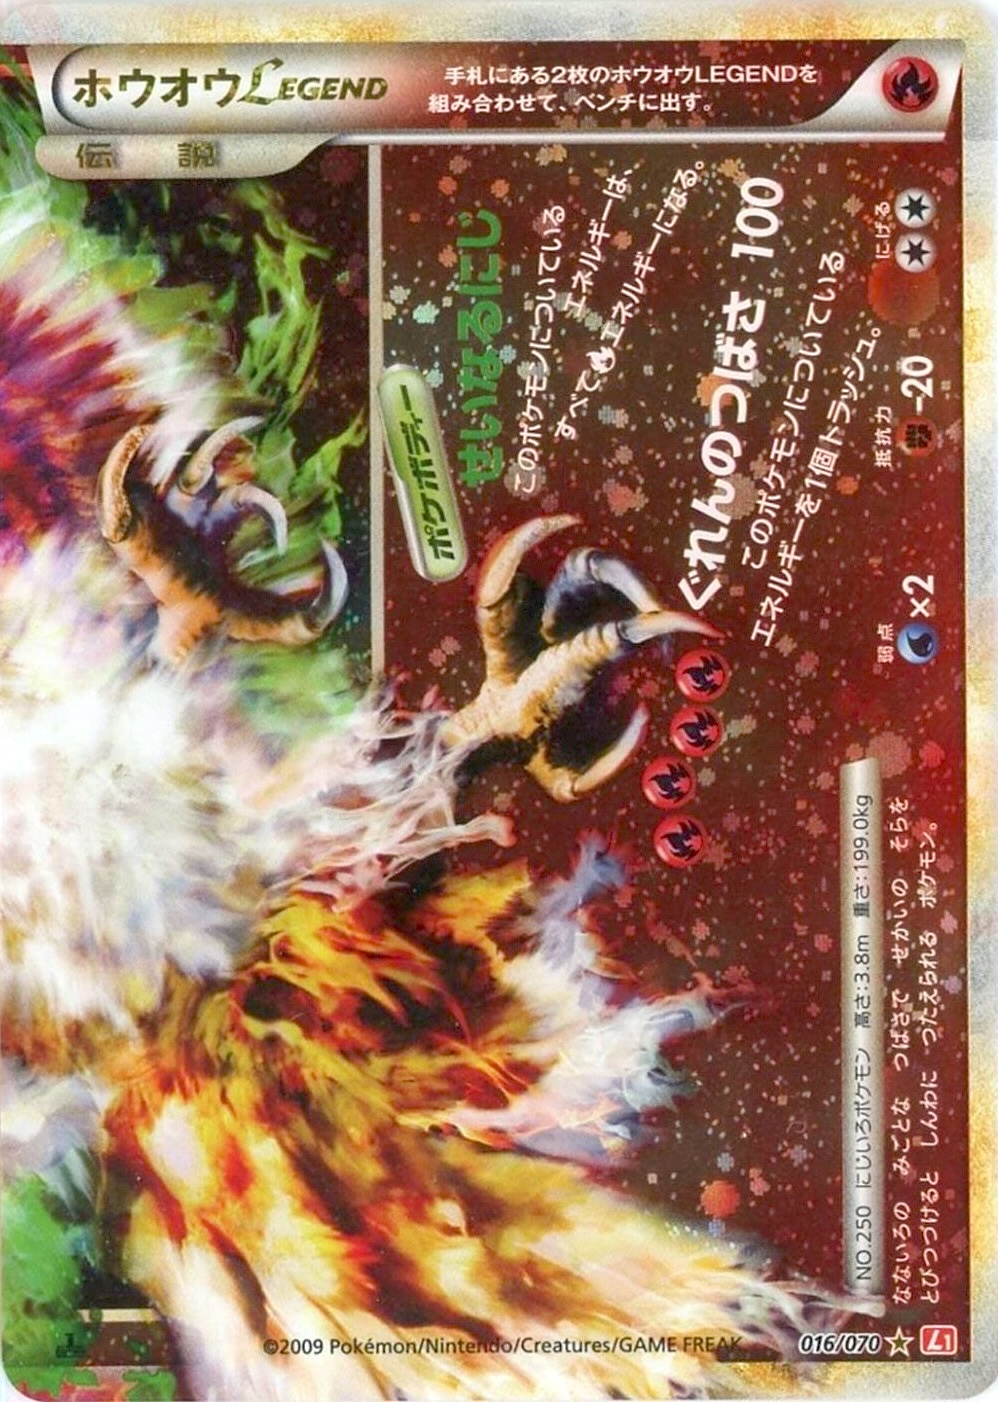 ホウオウLEGEND
手札にある2枚のホウオウLEGENDを
組み合わせて、ベンチに出す。
伝説
ポケボディー
せいなるにじ
このポケモンについている
エネルギーは、
すべてエネルギーになる。
ぐれんのつばさ 100
このポケモンについている
エネルギーを1個トラッシュ。
弱点 ×2
抵抗力 -20
にげる
NO.250 にじいろポケモン 高さ:3.8m 重さ:199.0kg
なないろの みごとな つばさで せかいの そらを
とびつづけると しんわに つたえられる ポケモン。
©2009 Pokémon/Nintendo/Creatures/GAME FREAK
016/070 L1